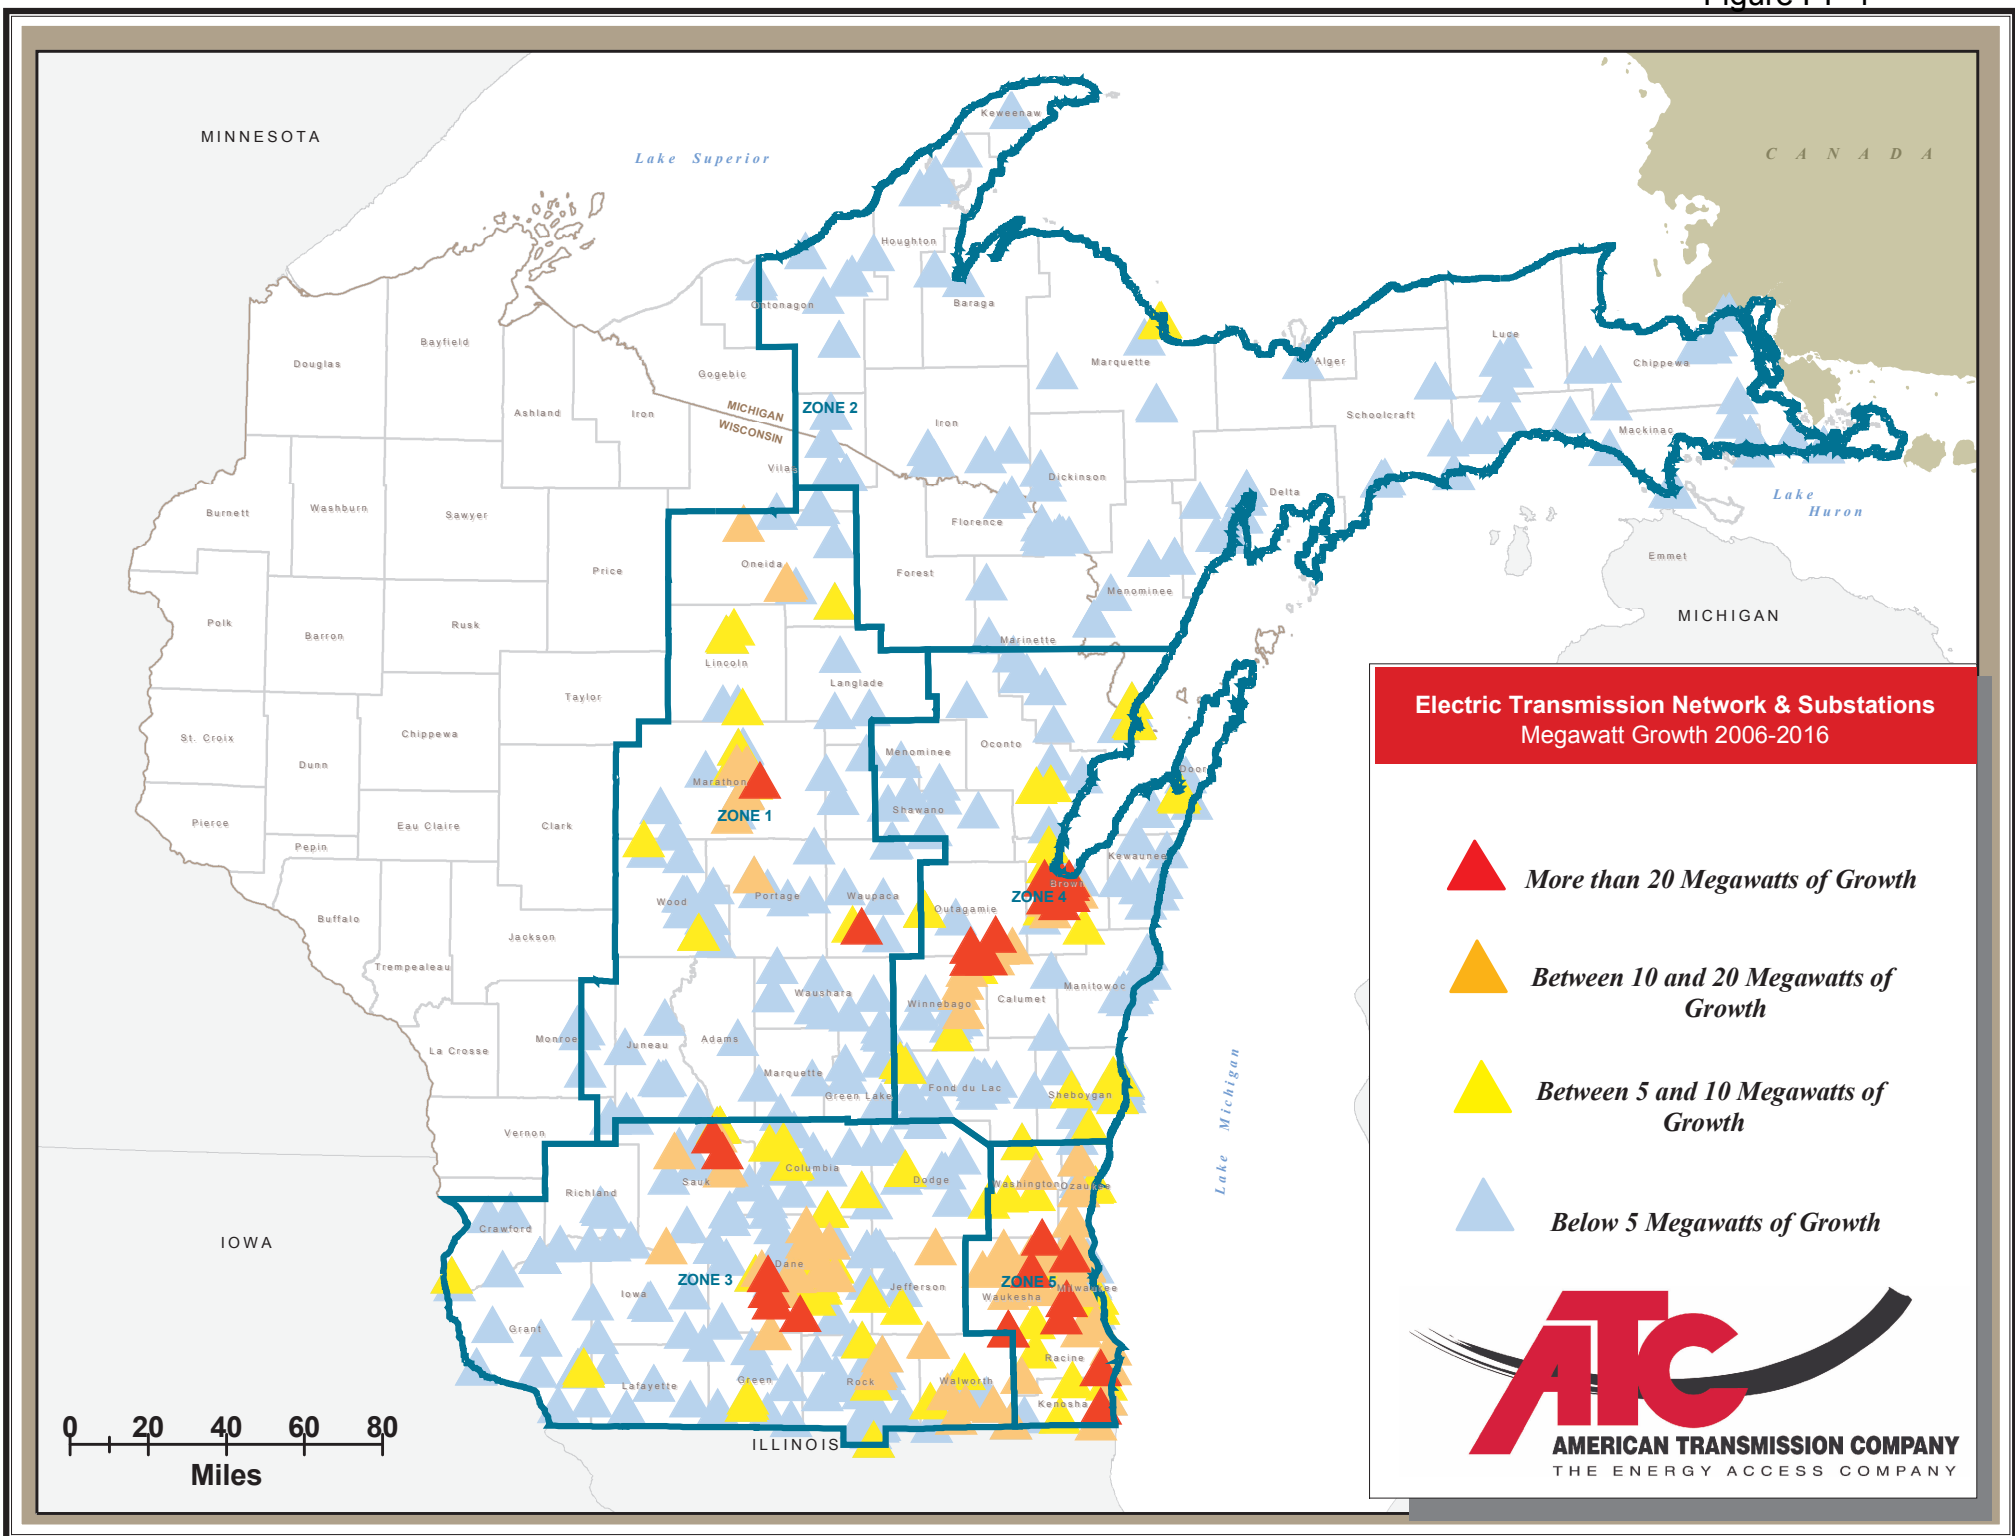 MINNESOTA
Lake Superior
CANADA
Keweenaw
Houghton
Ontonagon
Baraga
Marquette
Alger
Luce
Chippewa
Schoolcraft
Mackinac
Gogebic
Iron
Dickinson
Delta
MICHIGAN
WISCONSIN
ZONE 2
Douglas
Bayfield
Ashland
Iron
Vilas
Lake
Huron
Burnett
Washburn
Sawyer
Price
Oneida
Florence
Forest
Menominee
Emmet
MICHIGAN
Polk
Barron
Rusk
Lincoln
Langlade
Marinette
Taylor
St. Croix
Dunn
Chippewa
Marathon
Menominee
Oconto
Door
Pierce
Pepin
Eau Claire
Clark
ZONE 1
Shawano
Kewaunee
Brown
ZONE 4
Buffalo
Wood
Portage
Waupaca
Outagamie
Jackson
Trempealeau
Waushara
Winnebago
Calumet
Manitowoc
La Crosse
Monroe
Juneau
Adams
Marquette
Green Lake
Fond du Lac
Sheboygan
Lake Michigan
Vernon
Richland
Sauk
Columbia
Dodge
Washington
Ozaukee
Crawford
IOWA
ZONE 3
Dane
Jefferson
ZONE 5
Waukesha
Milwaukee
Iowa
Grant
Lafayette
Green
Rock
Walworth
Racine
Kenosha
ILLINOIS
0 20 40 60 80
Miles
Electric Transmission Network & Substations
Megawatt Growth 2006-2016
More than 20 Megawatts of Growth
Between 10 and 20 Megawatts of
Growth
Between 5 and 10 Megawatts of
Growth
Below 5 Megawatts of Growth
ATC
AMERICAN TRANSMISSION COMPANY
THE ENERGY ACCESS COMPANY